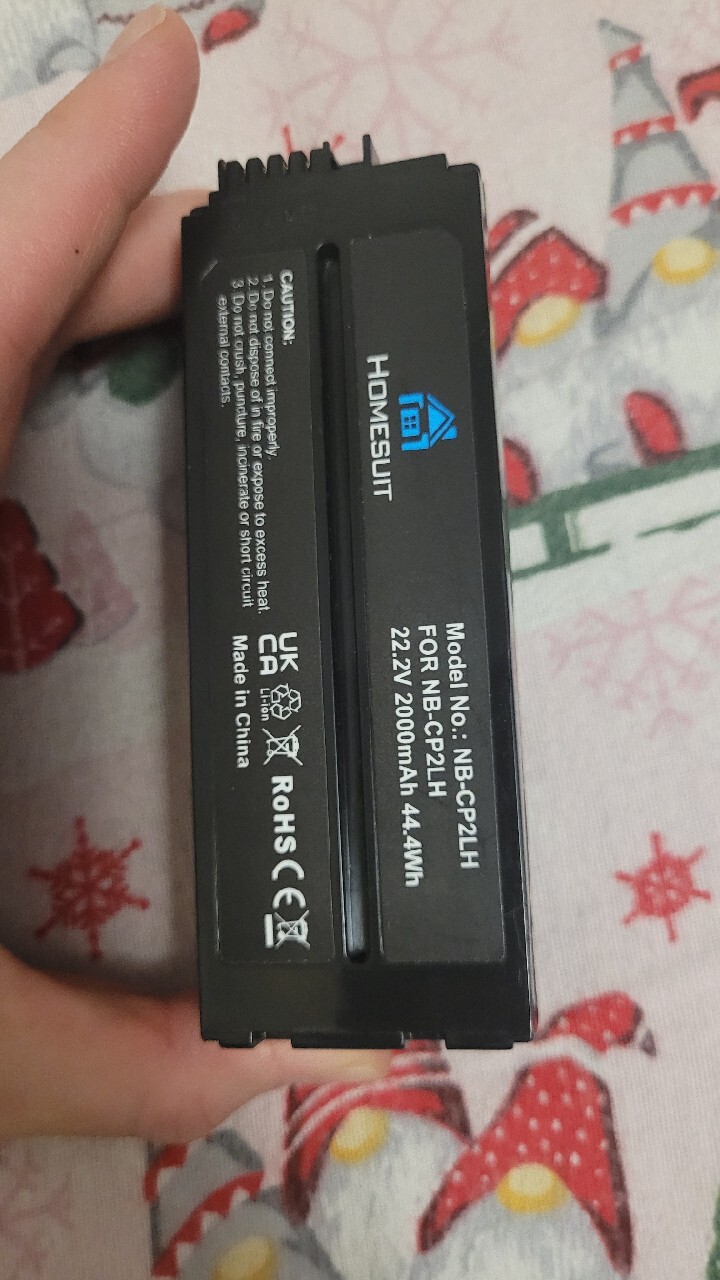 HOMESUIT
Model No.: NB-CP2LH
FOR NB-CP2LH
22.2V 2000mAh 44.4Wh
CAUTION:
1. Do not connect improperly.
2. Do not dispose of in fire or expose to excess heat.
3. Do not crush, puncture, incinerate or short circuit
external contacts.
UK
CA
Li-ion
RoHS CE
Made in China